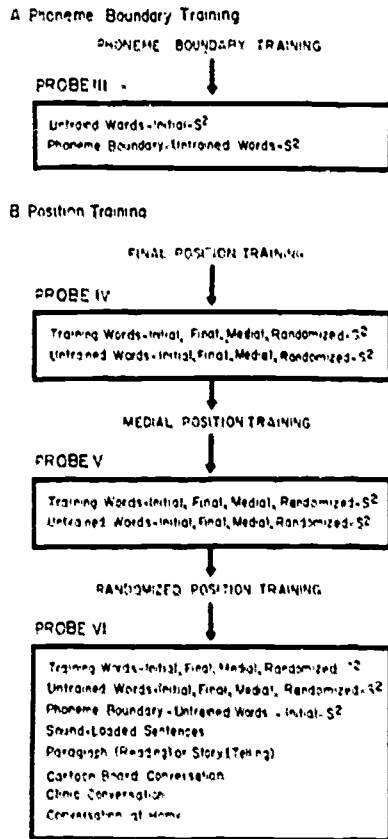 A Phoneme Boundary Training
PHONEME BOUNDARY TRAINING
PROBE III -
Untrained Words-Initial-S²
Phoneme Boundary-Untrained Words-S²
B Position Training
FINAL POSITION TRAINING
PROBE IV
Training Words-Initial, Final, Medial, Randomized-S²
Untrained Words-Initial, Final, Medial, Randomized-S²
MEDIAL POSITION TRAINING
PROBE V
Training Words-Initial, Final, Medial, Randomized-S²
Untrained Words-Initial, Final, Medial, Randomized-S²
RANDOMIZED POSITION TRAINING
PROBE VI
Training Words-Initial, Final, Medial, Randomized
Untrained Words-Initial, Final, Medial, Randomized-S²
Phoneme Boundary-Untrained Words-Initial-S²
Sound-Loaded Sentences
Paragraph (Reading) or Story (Telling)
Cartoon Board Conversation
Clinic Conversation
Conversation at Home